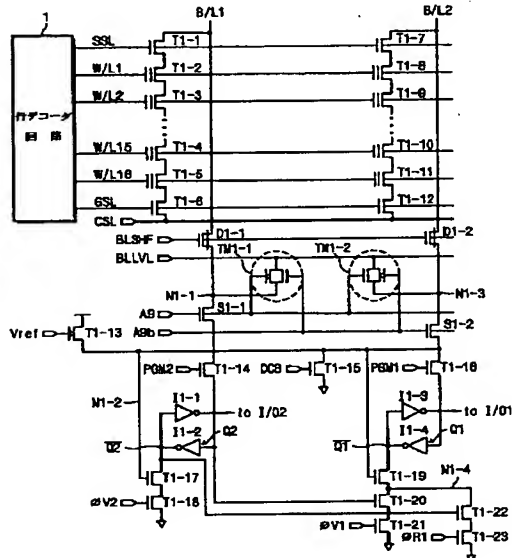 B/L1 B/L2
1
SSL T1-1 T1-7
W/L1 T1-2 T1-8
W/L2 T1-3 T1-9
行デコーダ
回路
W/L15 T1-4 T1-10
W/L16 T1-5 T1-11
GSL T1-6 T1-12
CSL
BLSHF D1-1 D1-2
TM1-1 TM1-2
BLLVL
N1-1 N1-3
A9 S1-1
A9b S1-2
Vref T1-13
PGM2 T1-14 DCB T1-15 PGM1 T1-16
N1-2 I1-1 to I/O2 I1-3 to I/O1
I1-2 Q2 I1-4 Q1
Q2 Q1
N1-4
T1-17 T1-19
T1-20 T1-22
ØV2 T1-18 ØV1 T1-21 ØR1 T1-23